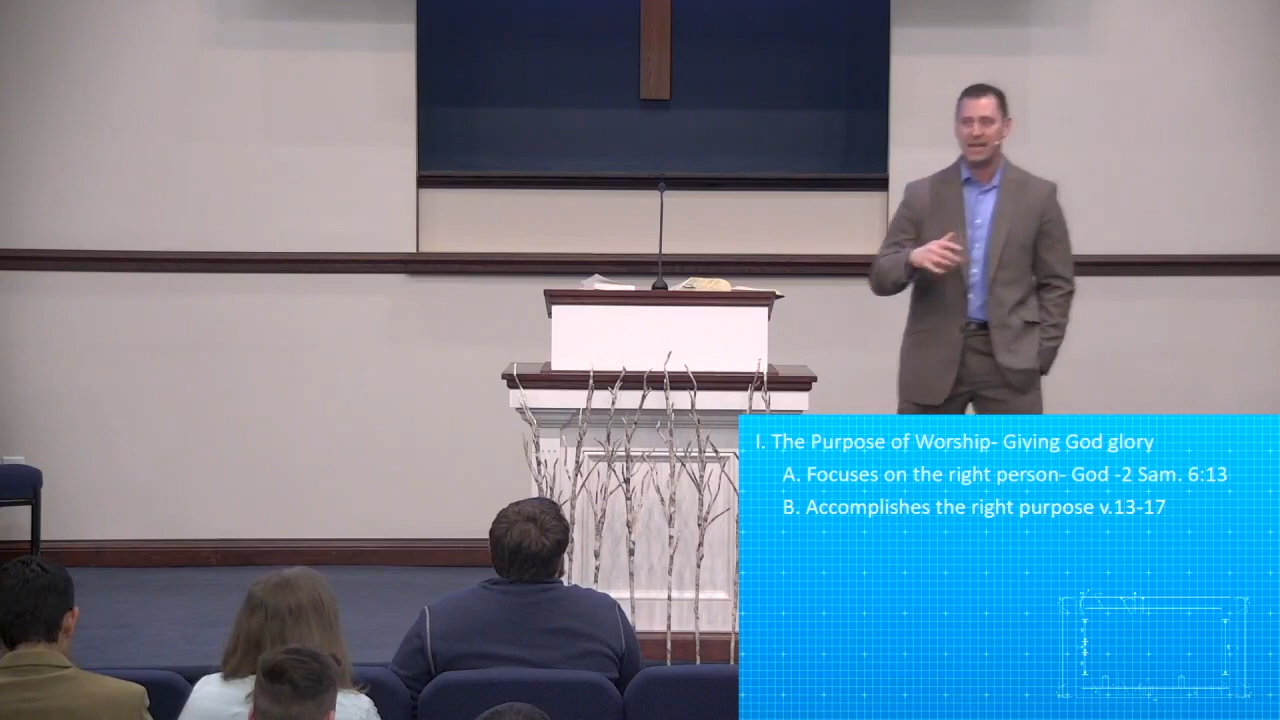 I. The Purpose of Worship- Giving God glory
A. Focuses on the right person- God -2 Sam. 6:13
B. Accomplishes the right purpose v.13-17